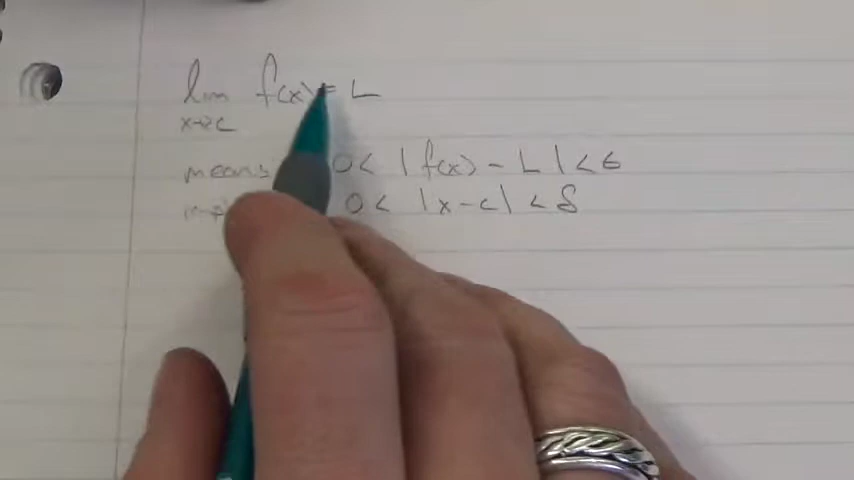 lim f(x) = L
x→c
means 0 < |f(x) - L| < ε
0 < |x-c| < δ